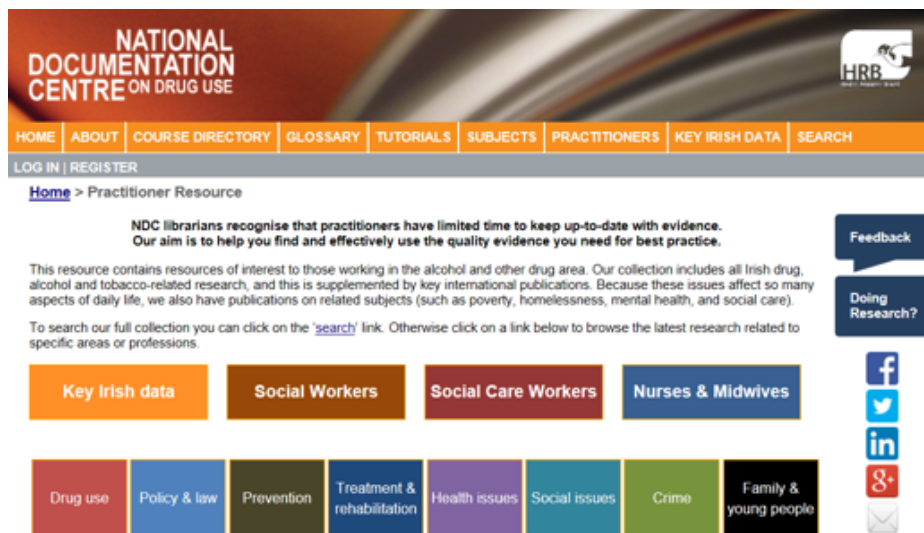 NATIONAL
DOCUMENTATION
CENTRE ON DRUG USE
HRB
HOME ABOUT COURSE DIRECTORY GLOSSARY TUTORIALS SUBJECTS PRACTITIONERS KEY IRISH DATA SEARCH
LOG IN | REGISTER
Home > Practitioner Resource
NDC librarians recognise that practitioners have limited time to keep up-to-date with evidence.
Our aim is to help you find and effectively use the quality evidence you need for best practice.
This resource contains resources of interest to those working in the alcohol and other drug area. Our collection includes all Irish drug,
alcohol and tobacco-related research, and this is supplemented by key international publications. Because these issues affect so many
aspects of daily life, we also have publications on related subjects (such as poverty, homelessness, mental health, and social care).
To search our full collection you can click on the 'search' link. Otherwise click on a link below to browse the latest research related to
specific areas or professions.
Feedback
Doing
Research?
Key Irish data Social Workers Social Care Workers Nurses & Midwives
Drug use Policy & law Prevention Treatment & rehabilitation Health issues Social issues Crime Family & young people
f
in
8+